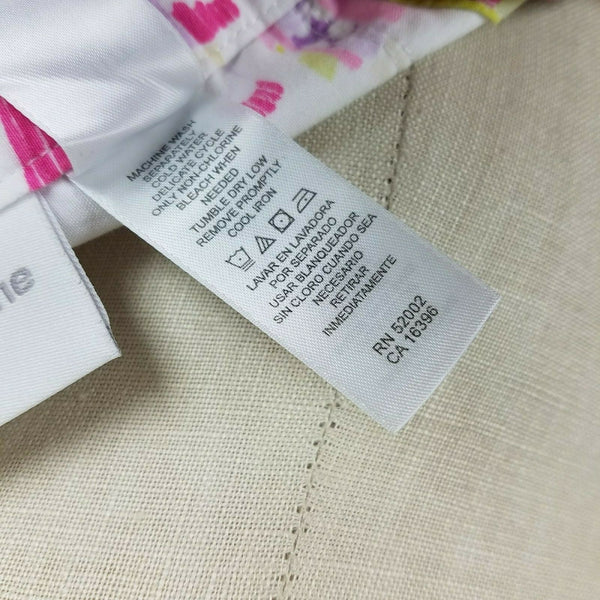 MACHINE WASH
SEPARATELY
COLD WATER
DELICATE CYCLE
ONLY NON-CHLORINE
BLEACH WHEN
NEEDED
TUMBLE DRY LOW
REMOVE PROMPTLY
COOL IRON
LAVAR EN LAVADORA
POR SEPARADO
USAR BLANQUEADOR
SIN CLORO CUANDO SEA
NECESARIO
RETIRAR
INMEDIATAMENTE
RN 52002
CA 16396